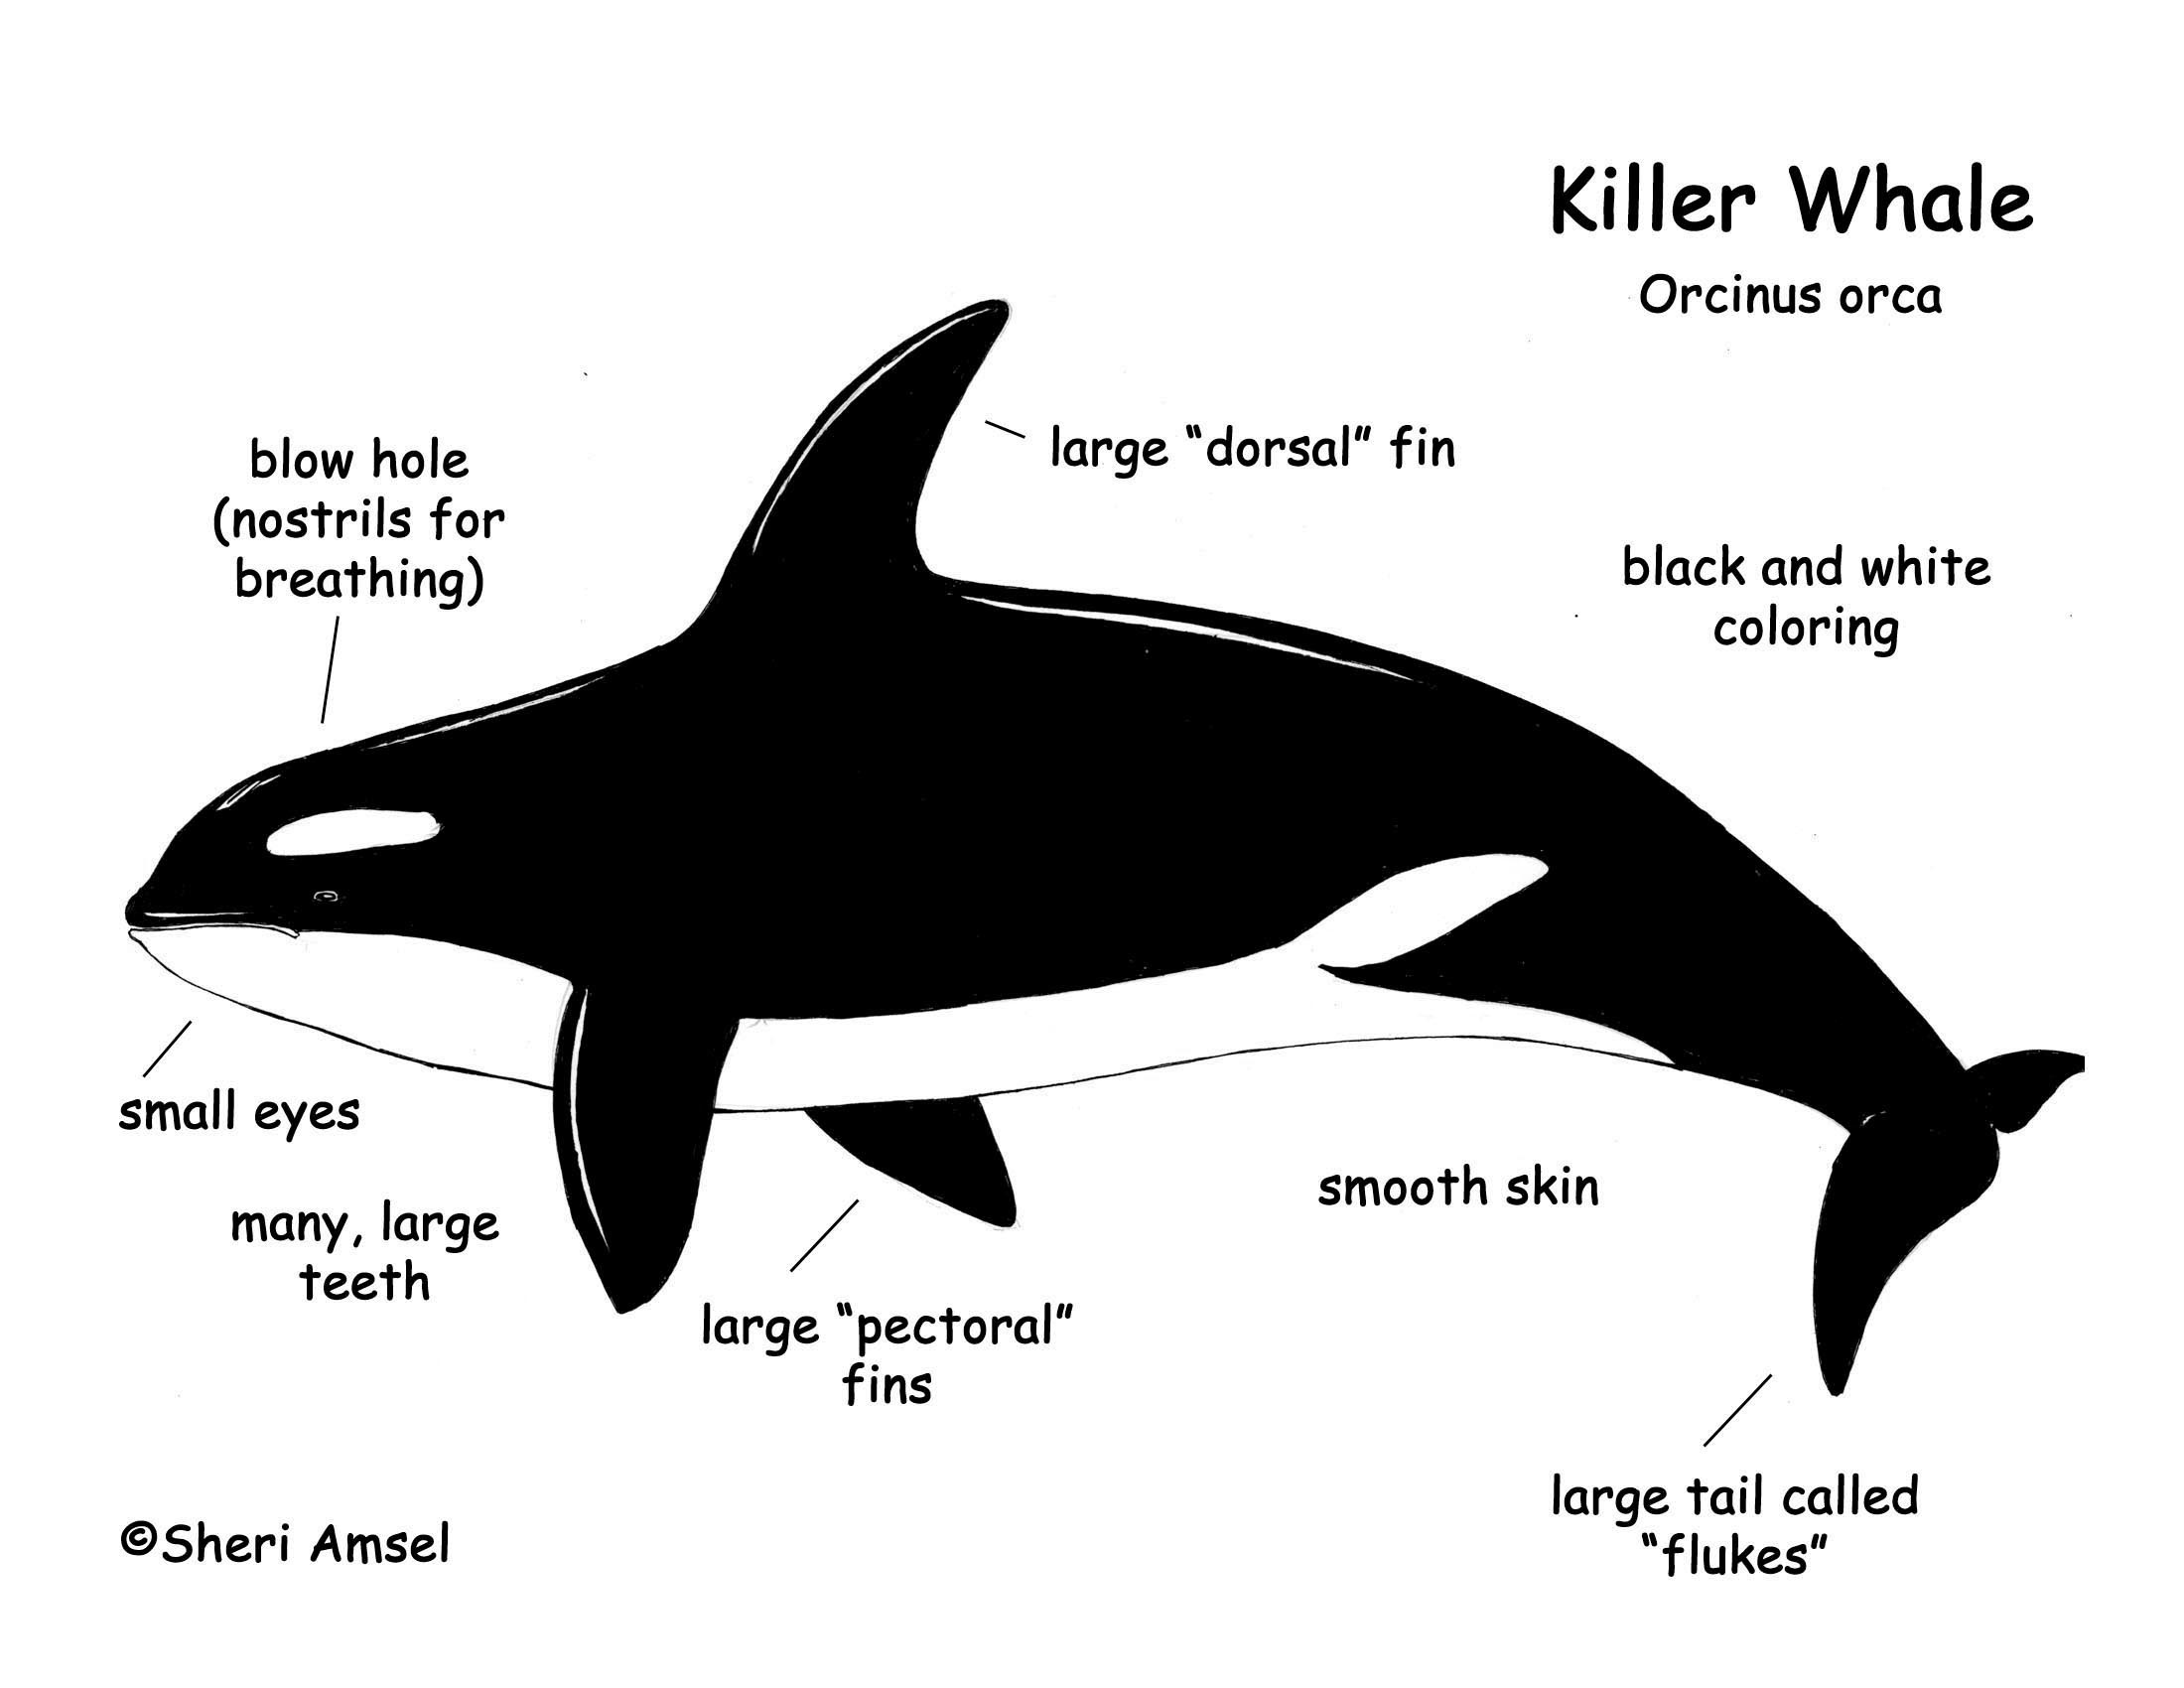 Killer Whale
Orcinus orca
blow hole
(nostrils for
breathing)
large "dorsal" fin
black and white
coloring
small eyes
many, large
teeth
large "pectoral"
fins
smooth skin
large tail called
"flukes"
©Sheri Amsel